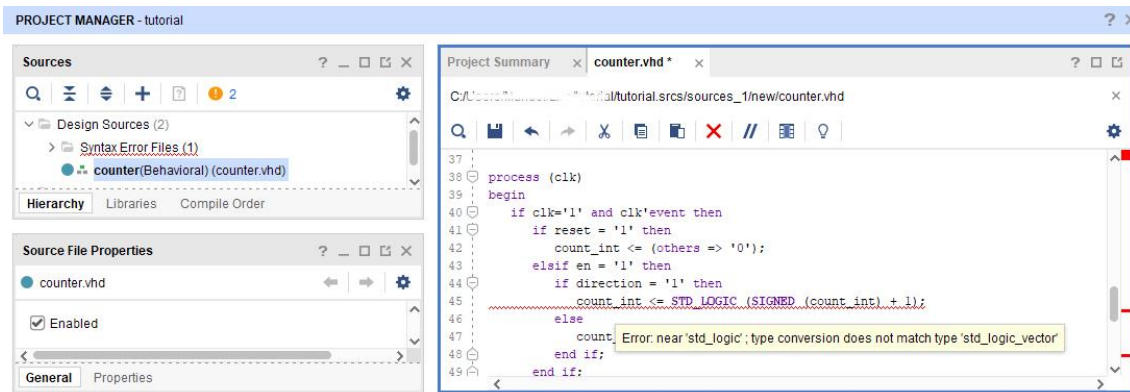 PROJECT MANAGER - tutorial
Sources
2
Design Sources (2)
Syntax Error Files (1)
counter(Behavioral) (counter.vhd)
Hierarchy Libraries Compile Order
Source File Properties
counter.vhd
Enabled
General Properties
Project Summary counter.vhd *
C:/ /tutorial.srcs/sources_1/new/counter.vhd
37
38 process (clk)
39 begin
40 if clk='1' and clk'event then
41 if reset = '1' then
42 count_int <= (others => '0');
43 elsif en = '1' then
44 if direction = '1' then
45 count_int <= STD_LOGIC (SIGNED (count_int) + 1);
46 else
47 count_
Error: near 'std_logic' ; type conversion does not match type 'std_logic_vector'
48 end if;
49 end if;